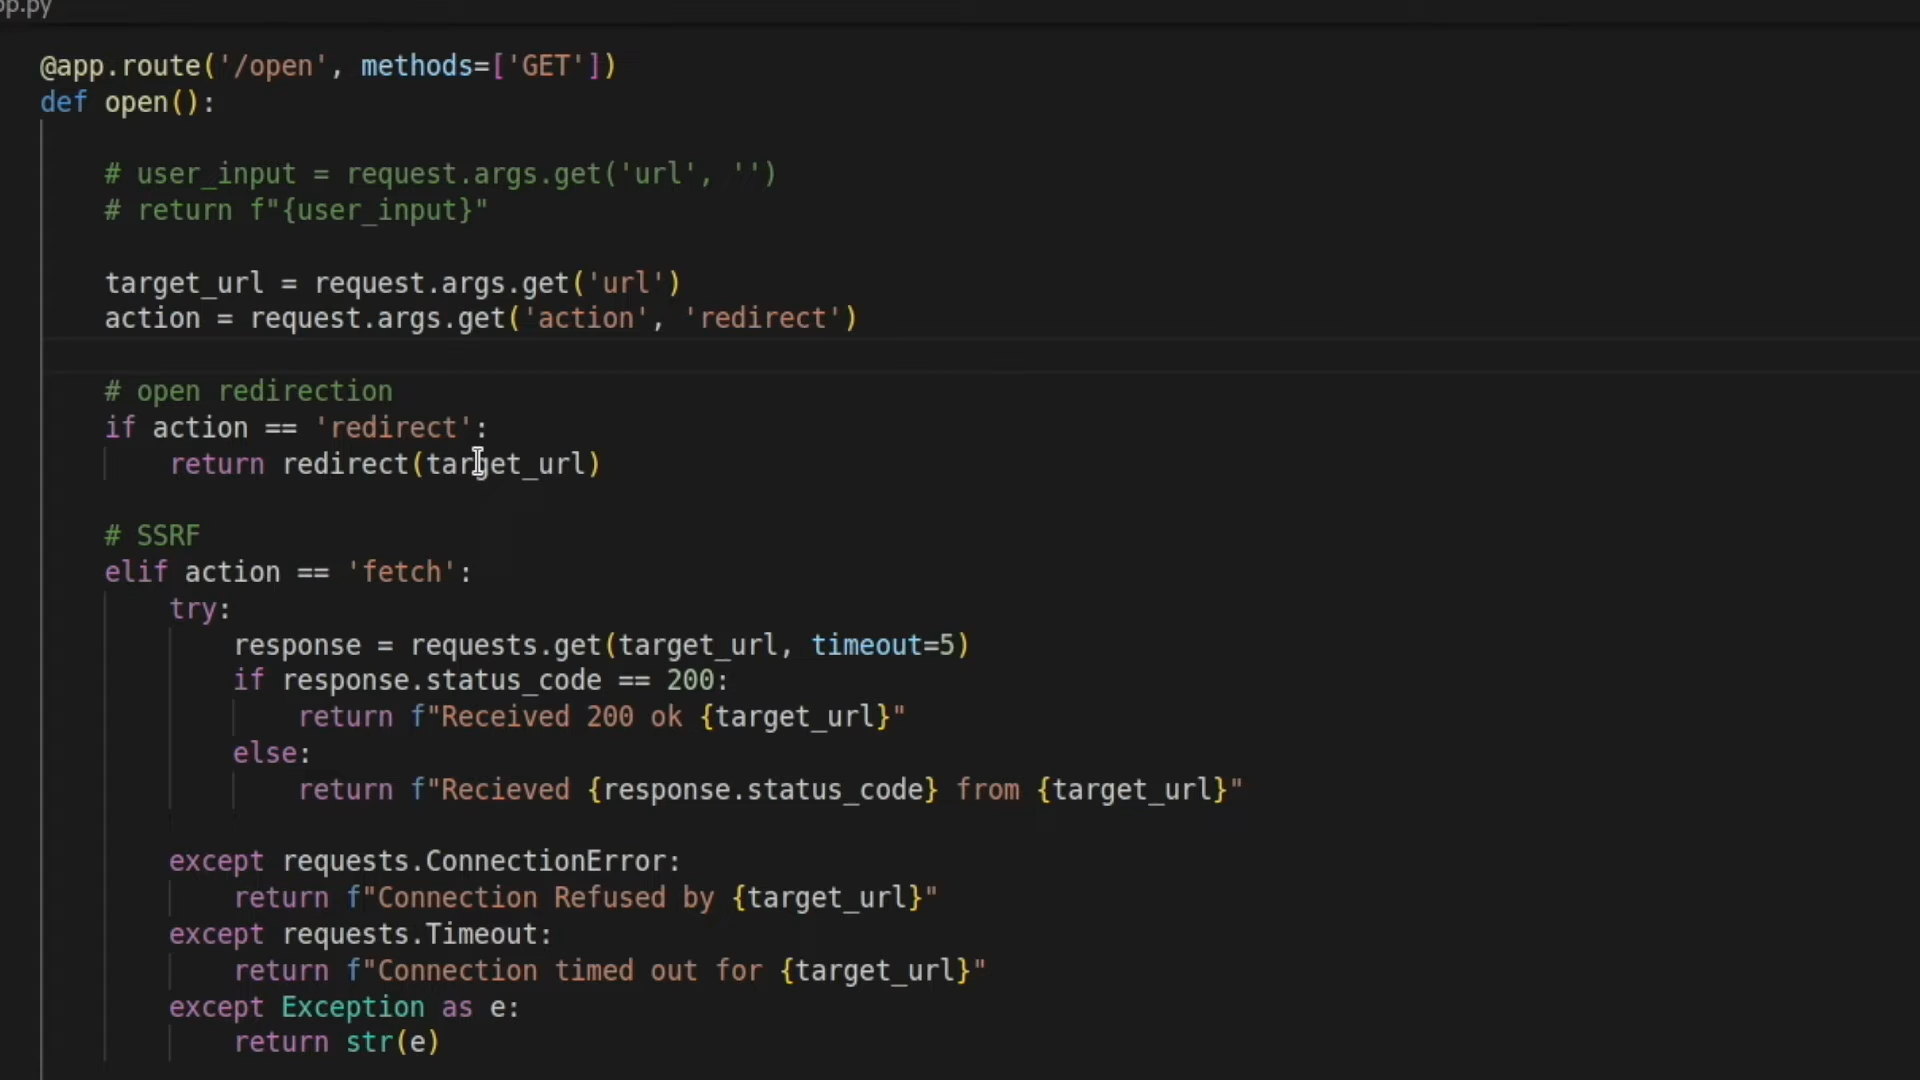 op.py
@app.route('/open', methods=['GET'])
def open():
# user_input = request.args.get('url', '')
# return f"{user_input}"
target_url = request.args.get('url')
action = request.args.get('action', 'redirect')
# open redirection
if action == 'redirect':
return redirect(target_url)
# SSRF
elif action == 'fetch':
try:
response = requests.get(target_url, timeout=5)
if response.status_code == 200:
return f"Received 200 ok {target_url}"
else:
return f"Recieved {response.status_code} from {target_url}"
except requests.ConnectionError:
return f"Connection Refused by {target_url}"
except requests.Timeout:
return f"Connection timed out for {target_url}"
except Exception as e:
return str(e)